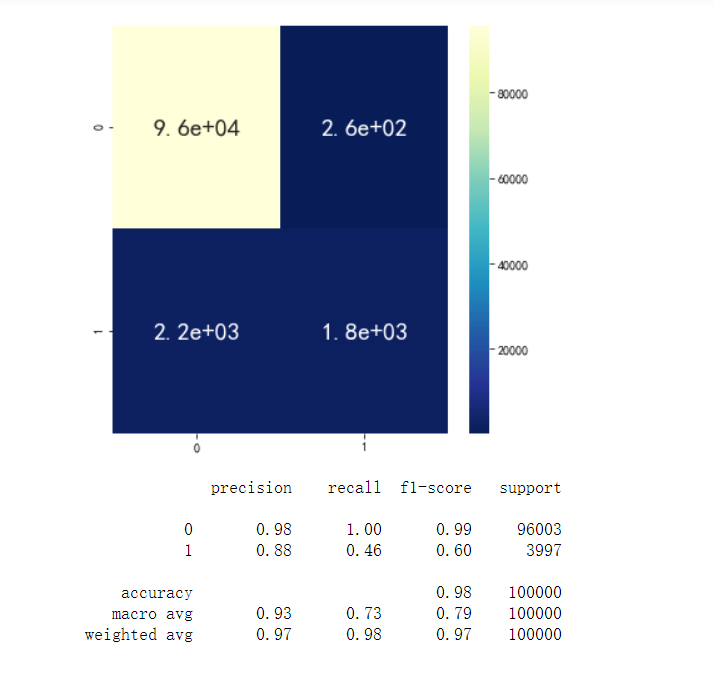 80000
0
9.6e+04
2.6e+02
60000
40000
1
2.2e+03
1.8e+03
20000
0
1
precision recall f1-score support
0 0.98 1.00 0.99 96003
1 0.88 0.46 0.60 3997
accuracy 0.98 100000
macro avg 0.93 0.73 0.79 100000
weighted avg 0.97 0.98 0.97 100000